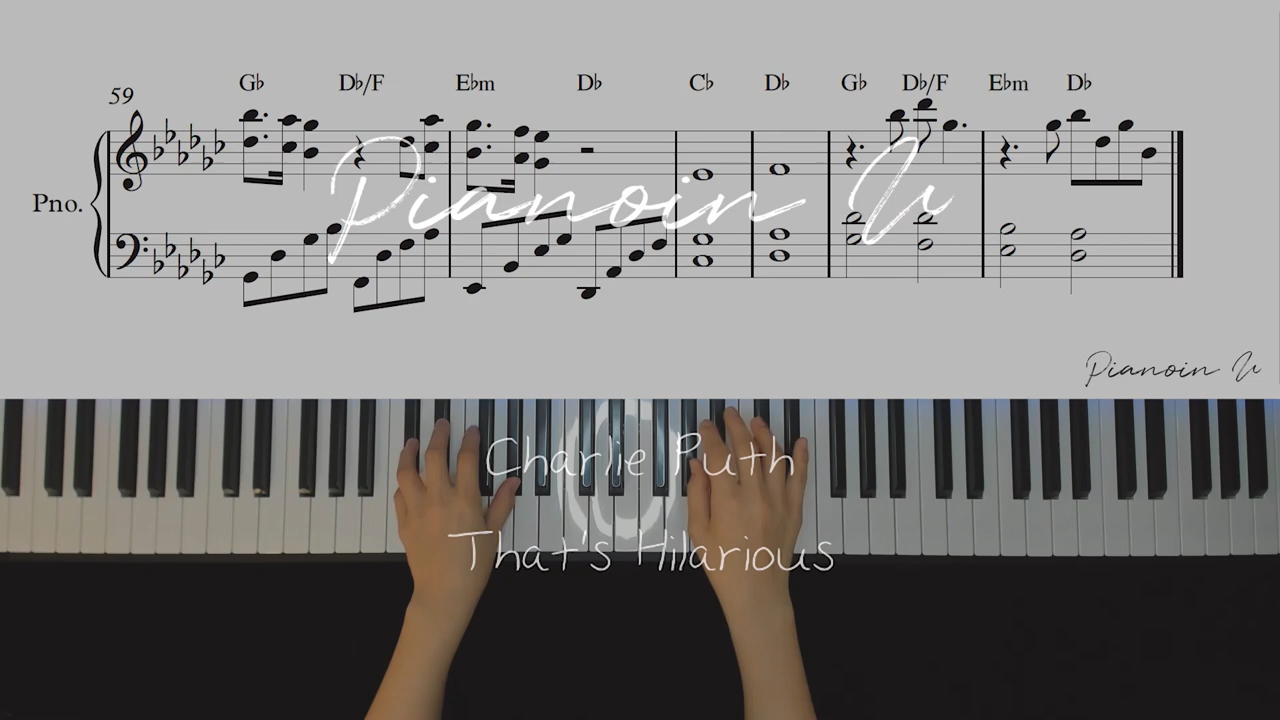 59
G♭ D♭/F E♭m D♭ C♭ D♭ G♭ D♭/F E♭m D♭
Pno.
Pianoin U
Pianoin U
Charlie Puth
That's Hilarious